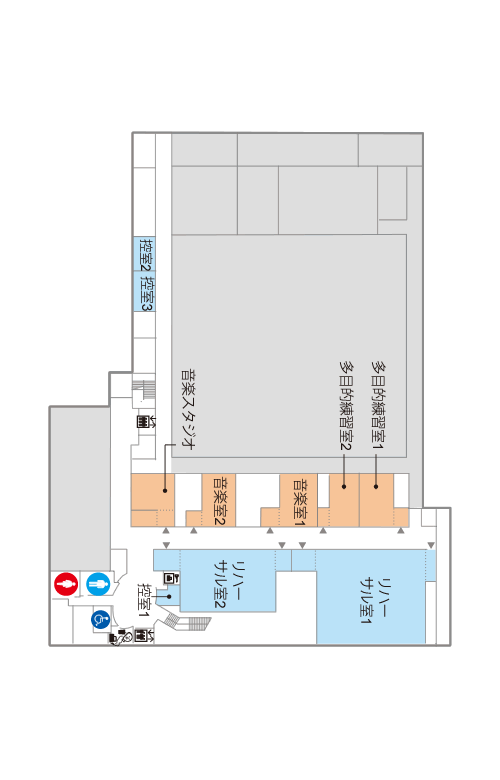 控室2
控室3
音楽スタジオ
多目的練習室2
多目的練習室1
音楽室2
音楽室1
控室1
リハー
サル室2
リハー
サル室1